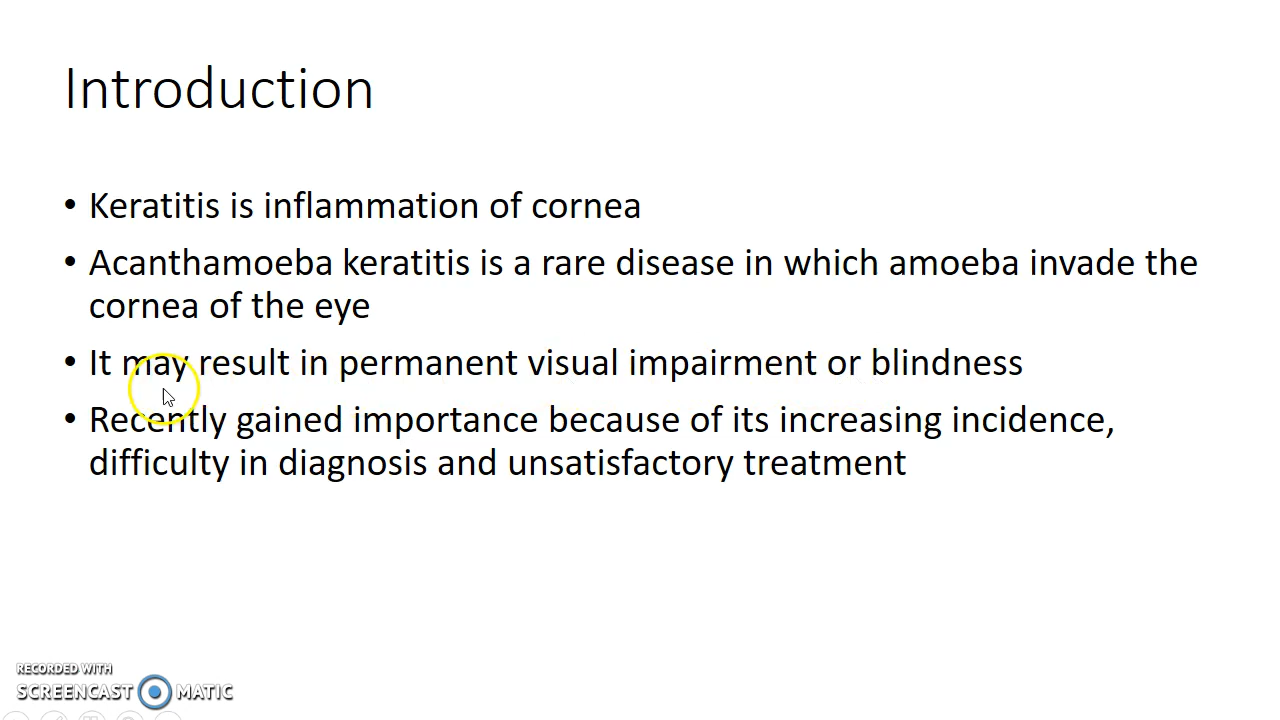 Introduction
• Keratitis is inflammation of cornea
• Acanthamoeba keratitis is a rare disease in which amoeba invade the
cornea of the eye
• It may result in permanent visual impairment or blindness
• Recently gained importance because of its increasing incidence,
difficulty in diagnosis and unsatisfactory treatment
RECORDED WITH
SCREENCAST MATIC